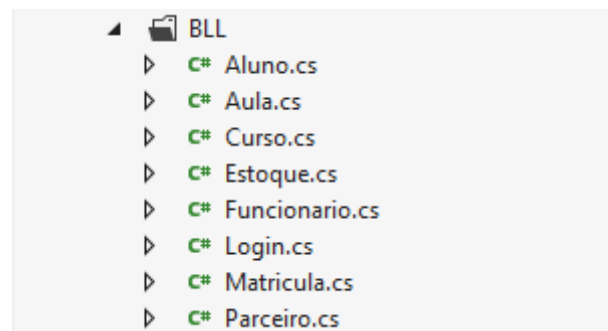 BLL
C# Aluno.cs
C# Aula.cs
C# Curso.cs
C# Estoque.cs
C# Funcionario.cs
C# Login.cs
C# Matricula.cs
C# Parceiro.cs